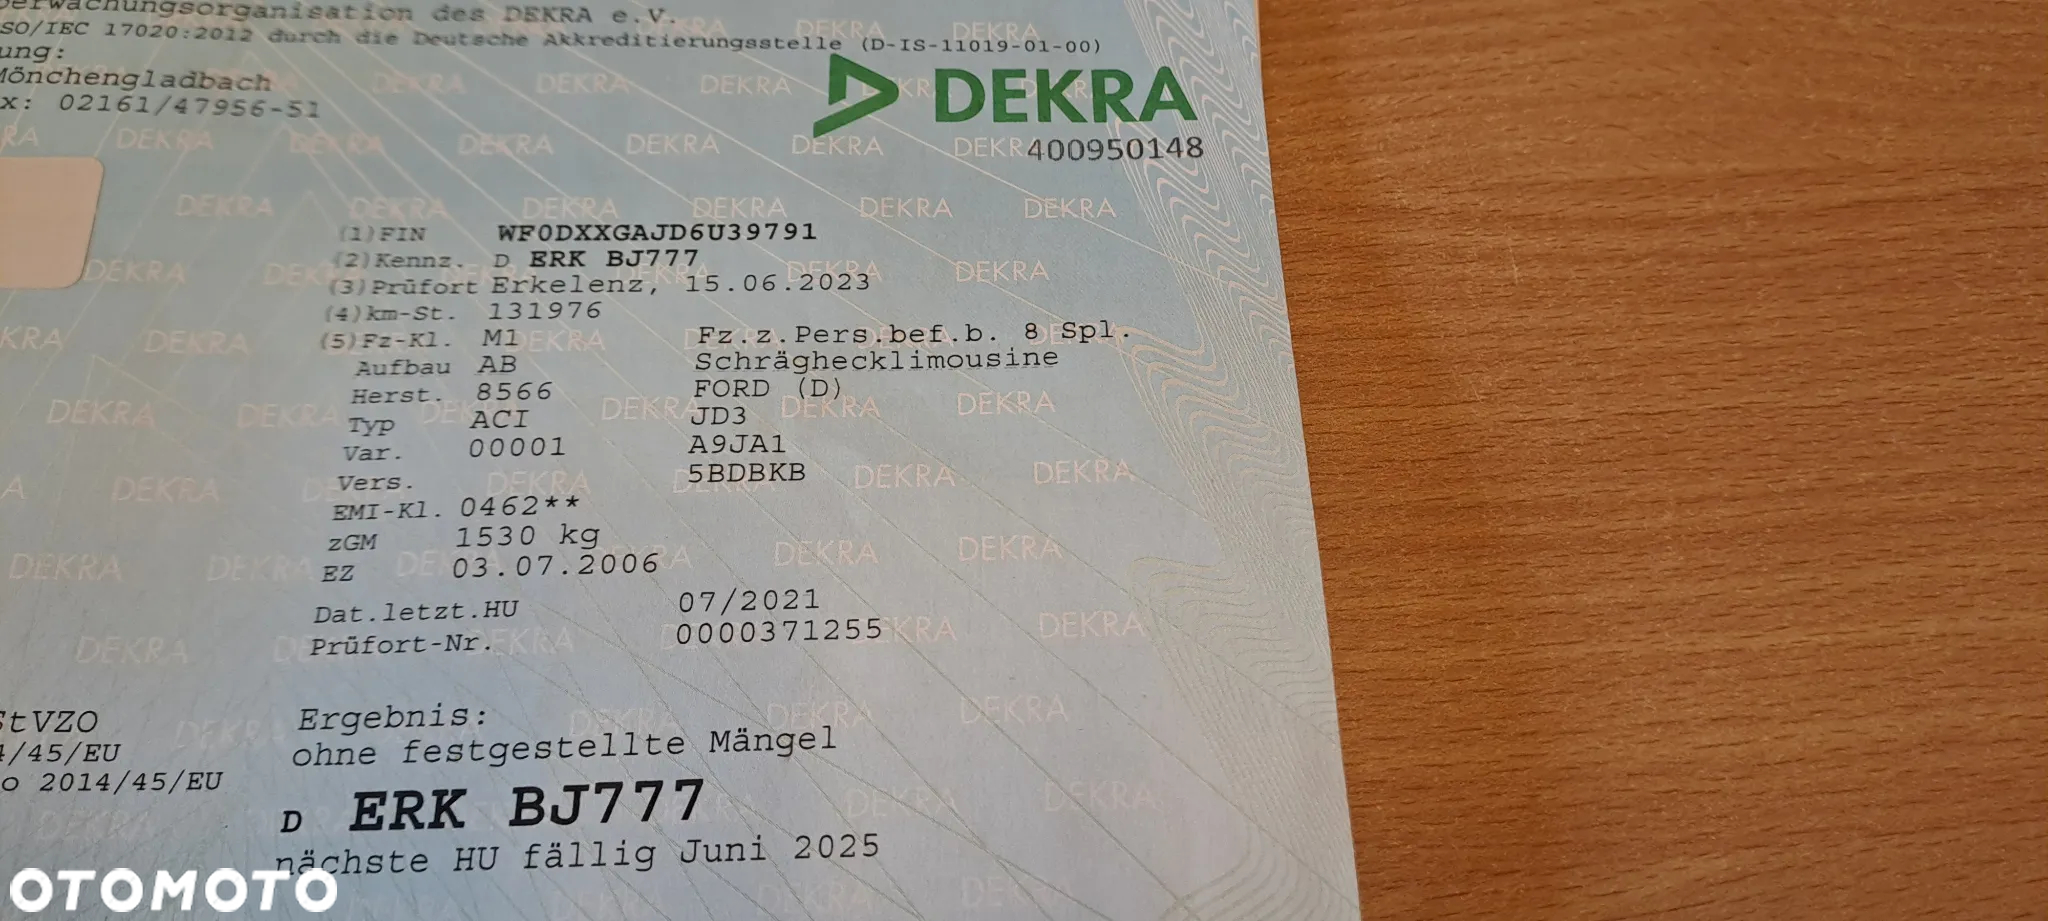 erwachungsorganisation des DEKRA e.V.
SO/IEC 17020:2012 durch die Deutsche Akkreditierungsstelle (D-IS-11019-01-00)
ung:
Mönchengladbach
x: 02161/47956-51
DEKRA
400950148
(1)FIN WF0DXXGAJD6U39791
(2)Kennz. D ERK BJ777
(3)Prüfort Erkelenz, 15.06.2023
(4)km-St. 131976
(5)Fz-Kl. M1 Fz.z.Pers.bef.b. 8 Spl.
Aufbau AB Schräghecklimousine
Herst. 8566 FORD (D)
Typ ACI JD3
Var. 00001 A9JA1
Vers. 5BDBKB
EMI-Kl. 0462**
zGM 1530 kg
EZ 03.07.2006
Dat.letzt.HU 07/2021
Prüfort-Nr. 0000371255
StVZO
4/45/EU
o 2014/45/EU
Ergebnis:
ohne festgestellte Mängel
D ERK BJ777
nächste HU fällig Juni 2025
OTOMOTO